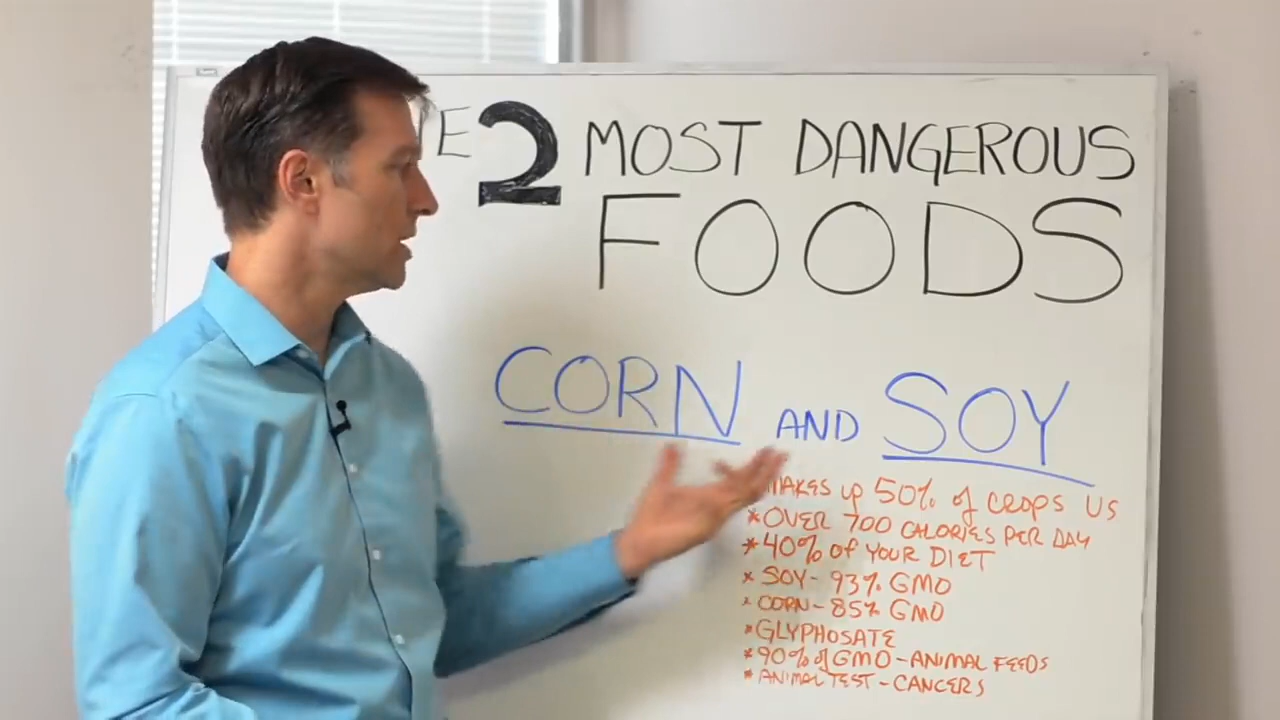 E 2 MOST DANGEROUS
FOODS
CORN AND SOY
MAKES UP 50% OF CROPS US
* OVER 700 CALORIES PER DAY
* 40% OF YOUR DIET
* SOY - 93% GMO
* CORN - 85% GMO
* GLYPHOSATE
* 90% OF GMO - ANIMAL FEEDS
* ANIMAL TEST - CANCERS